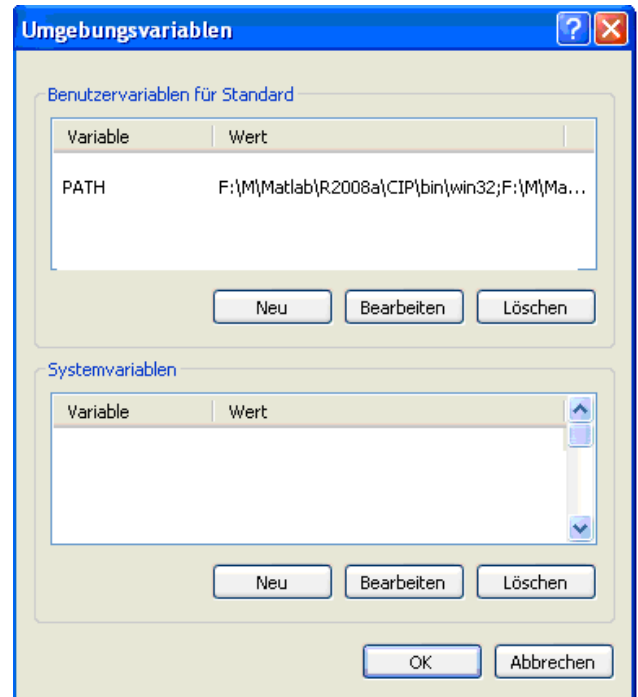 Umgebungsvariablen
Benutzervariablen für Standard
Variable Wert
PATH F:\M\Matlab\R2008a\CIP\bin\win32;F:\M\Ma...
Neu Bearbeiten Löschen
Systemvariablen
Variable Wert
Neu Bearbeiten Löschen
OK Abbrechen